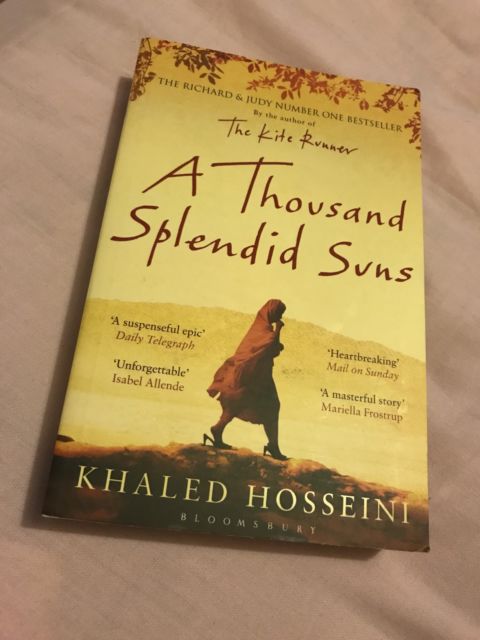 THE RICHARD & JUDY NUMBER ONE BESTSELLER
By the author of
The Kite Runner
A Thousand
Splendid Suns
'A suspenseful epic'
Daily Telegraph
'Unforgettable'
Isabel Allende
'Heartbreaking'
Mail on Sunday
'A masterful story'
Mariella Frostrup
KHALED HOSSEINI
BLOOMSBURY